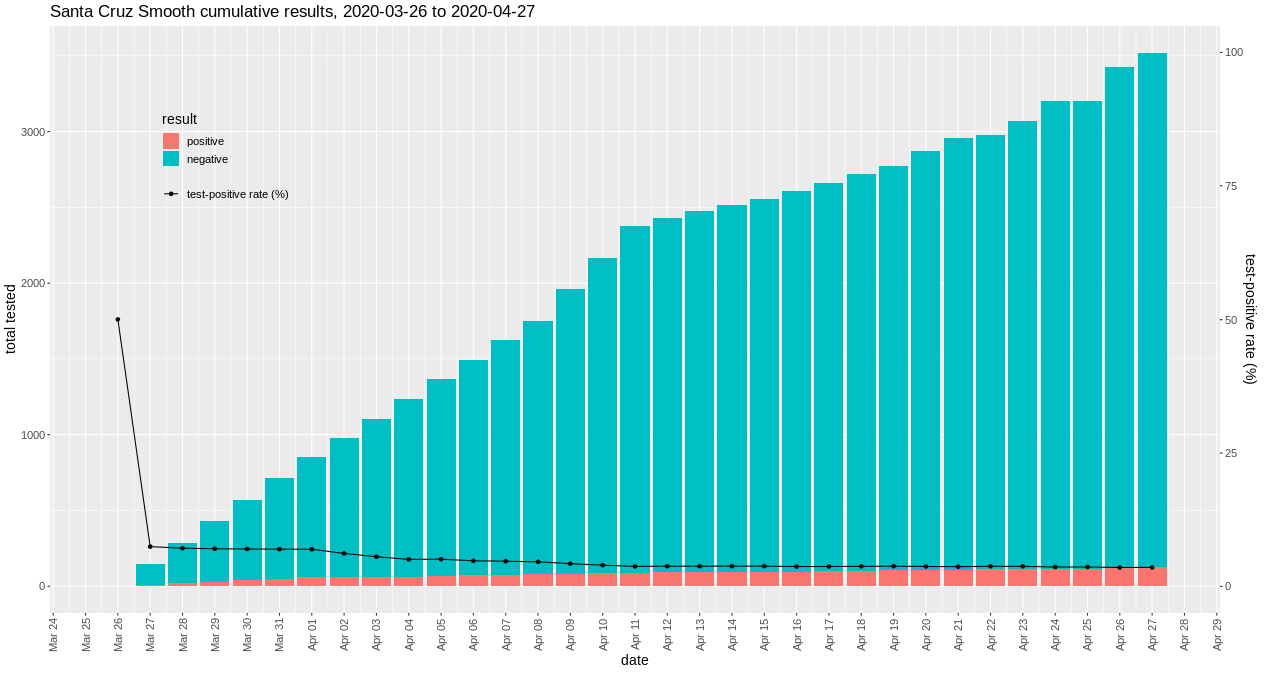 Santa Cruz Smooth cumulative results, 2020-03-26 to 2020-04-27
result
positive
negative
test-positive rate (%)
total tested
3000
2000
1000
0
100
75
50
25
0
test-positive rate (%)
Mar 24
Mar 25
Mar 26
Mar 27
Mar 28
Mar 29
Mar 30
Mar 31
Apr 01
Apr 02
Apr 03
Apr 04
Apr 05
Apr 06
Apr 07
Apr 08
Apr 09
Apr 10
Apr 11
Apr 12
Apr 13
Apr 14
Apr 15
Apr 16
Apr 17
Apr 18
Apr 19
Apr 20
Apr 21
Apr 22
Apr 23
Apr 24
Apr 25
Apr 26
Apr 27
Apr 28
Apr 29
date